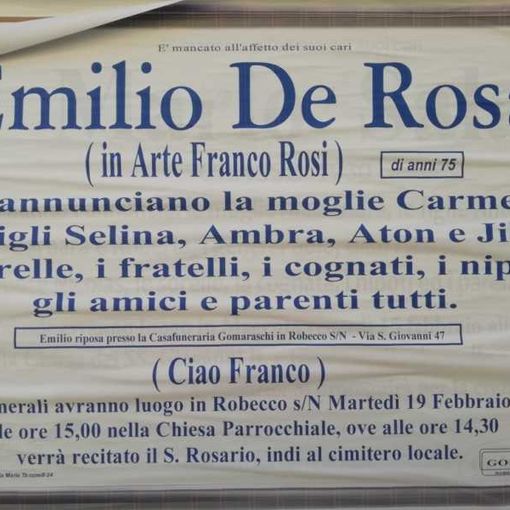 E' mancato all'affetto dei suoi cari
Emilio De Ross
( in Arte Franco Rosi )
di anni 75
annunciano la moglie Carme
igli Selina, Ambra, Aton e Ji
relle, i fratelli, i cognati, i nip
gli amici e parenti tutti.
Emilio riposa presso la Casafuneraria Gomaraschi in Robecco S/N - Via S. Giovanni 47
( Ciao Franco )
nerali avranno luogo in Robecco s/N Martedì 19 Febbraio
le ore 15,00 nella Chiesa Parrocchiale, ove alle ore 14,30
verrà recitato il S. Rosario, indi al cimitero locale.
GO